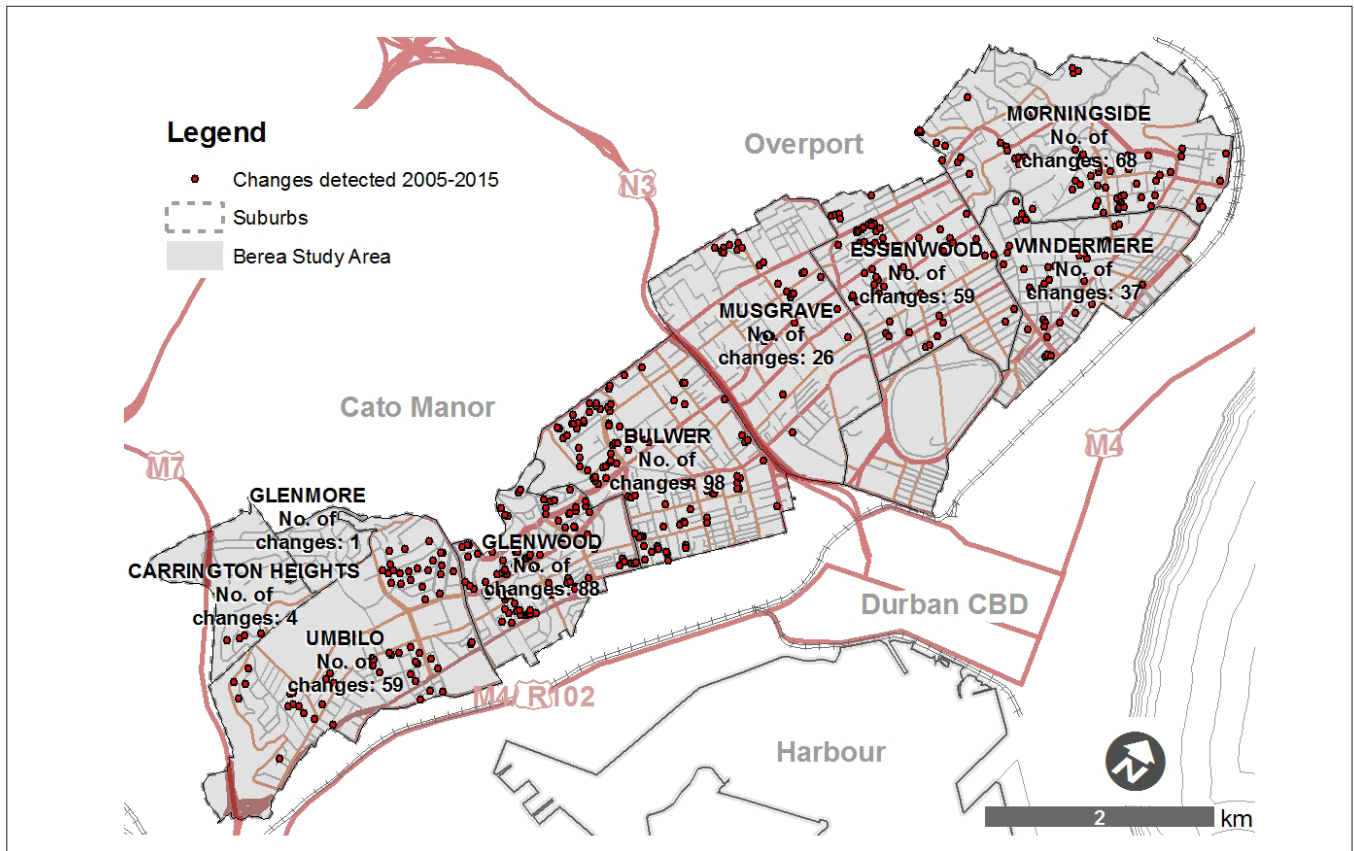 Legend
Changes detected 2005-2015
Suburbs
Berea Study Area
Overport
N3
MORNINGSIDE
No. of
changes: 68
ESSENWOOD
No. of
changes: 59
WINDERMERE
No. of
changes: 37
MUSGRAVE
No. of
changes: 26
Cato Manor
M7
M4
BULWER
No. of
changes: 98
GLENMORE
No. of
changes: 1
GLENWOOD
No. of
changes: 88
CARRINGTON HEIGHTS
No. of
changes: 4
UMBILO
No. of
changes: 59
Durban CBD
M4/ R102
Harbour
N
2 km